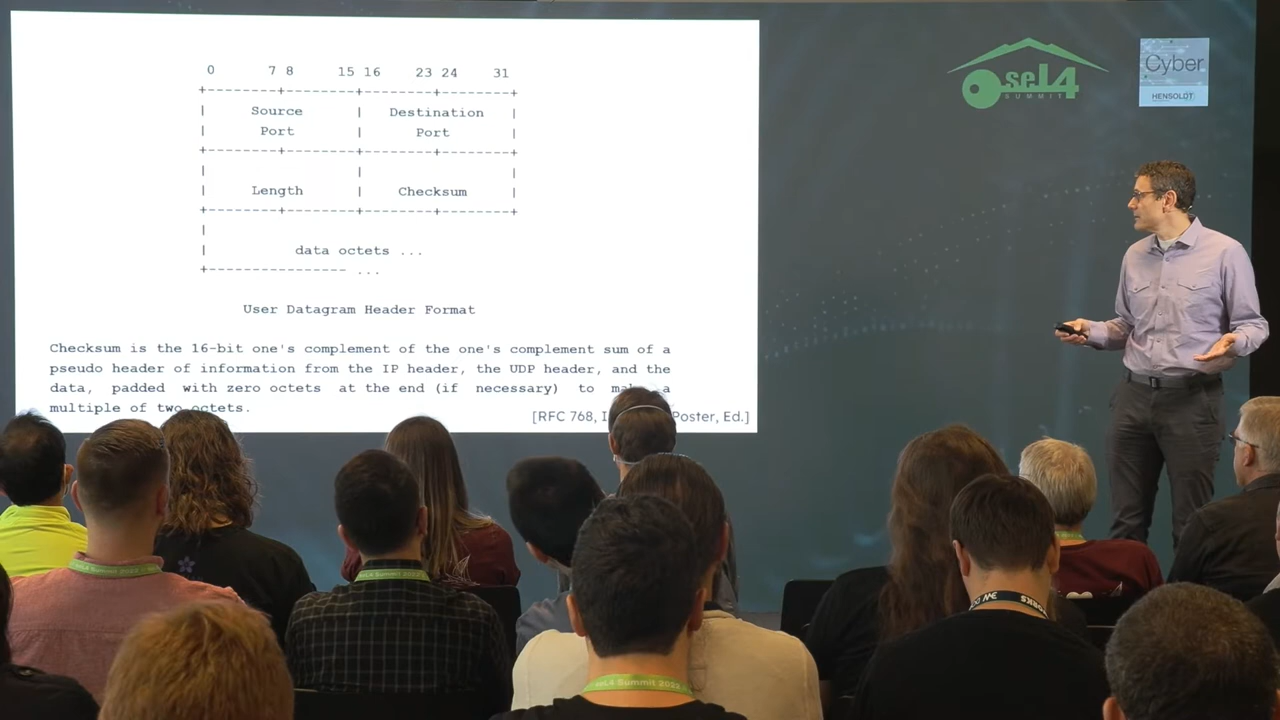 0 7 8 15 16 23 24 31
Source Destination
Port Port
Length Checksum
data octets ...
...
User Datagram Header Format
Checksum is the 16-bit one's complement of the one's complement sum of a
pseudo header of information from the IP header, the UDP header, and the
data, padded with zero octets at the end (if necessary) to a
multiple of two octets.
[RFC 768, Poster, Ed.]
seL4
SUMMIT
Cyber
HENSOLDT
seL4 Summit 2022